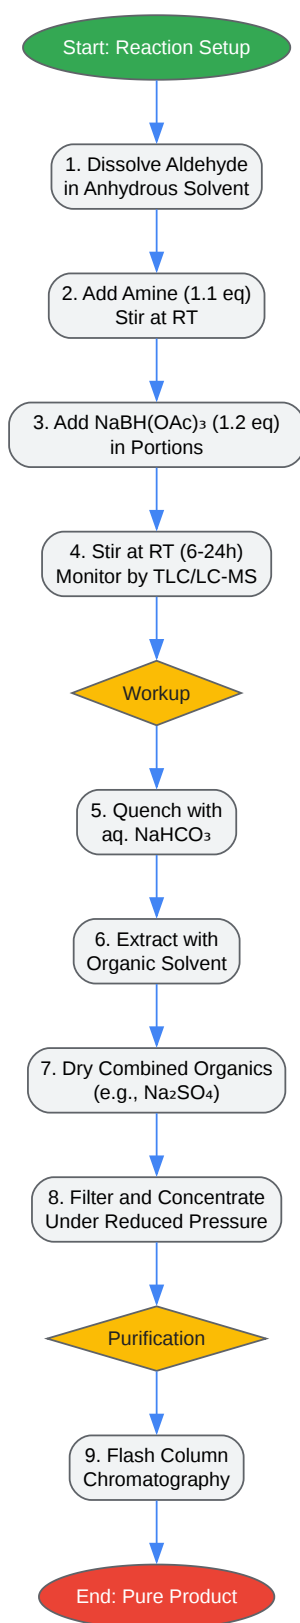 Start: Reaction Setup
1. Dissolve Aldehyde
in Anhydrous Solvent
2. Add Amine (1.1 eq)
Stir at RT
3. Add NaBH(OAc)₃ (1.2 eq)
in Portions
4. Stir at RT (6-24h)
Monitor by TLC/LC-MS
Workup
5. Quench with
aq. NaHCO₃
6. Extract with
Organic Solvent
7. Dry Combined Organics
(e.g., Na₂SO₄)
8. Filter and Concentrate
Under Reduced Pressure
Purification
9. Flash Column
Chromatography
End: Pure Product